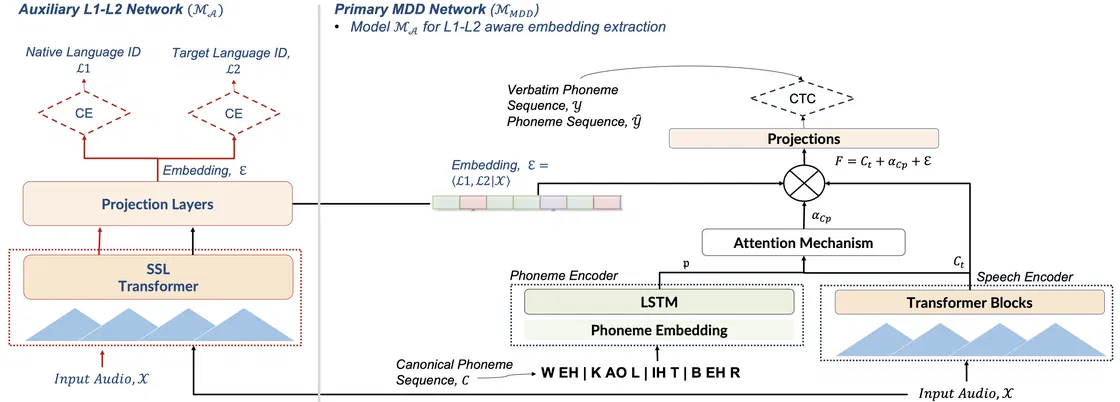 Auxiliary L1-L2 Network (ℳ𝒜)
Native Language ID
ℒ1
Target Language ID,
ℒ2
CE
CE
Embedding, Ɛ
Projection Layers
SSL
Transformer
Input Audio, 𝒳
Primary MDD Network (ℳMDD)
• Model ℳ𝒜 for L1-L2 aware embedding extraction
Verbatim Phoneme
Sequence, 𝒴
Phoneme Sequence, 𝒴̂
CTC
Projections
F = Cₜ + α_Cp + Ɛ
Embedding, Ɛ =
⟨ℒ1, ℒ2|𝒳⟩
α_Cp
Attention Mechanism
𝔭
Cₜ
Phoneme Encoder
Speech Encoder
LSTM
Phoneme Embedding
Transformer Blocks
Canonical Phoneme
Sequence, C
W EH | K AO L | IH T | B EH R
Input Audio, 𝒳